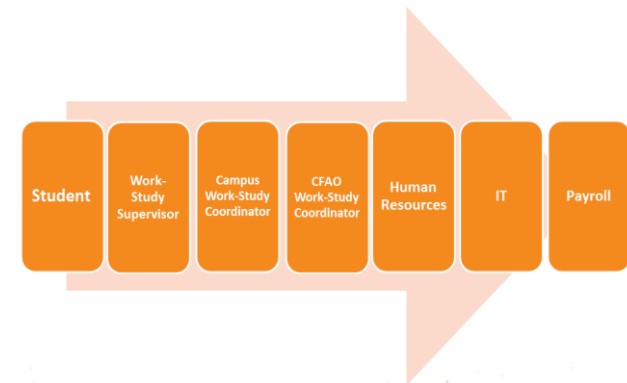 Student
Work-
Study
Supervisor
Campus
Work-Study
Coordinator
CFAO
Work-Study
Coordinator
Human
Resources
IT
Payroll